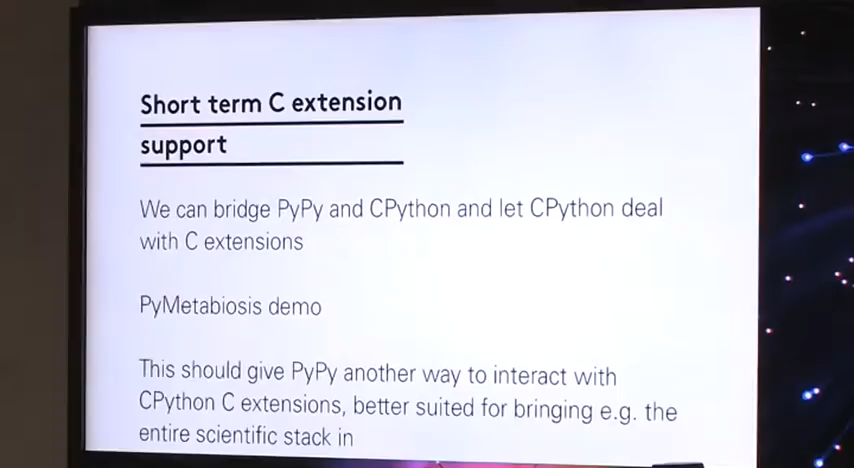 Short term C extension
support
We can bridge PyPy and CPython and let CPython deal
with C extensions
PyMetabiosis demo
This should give PyPy another way to interact with
CPython C extensions, better suited for bringing e.g. the
entire scientific stack in